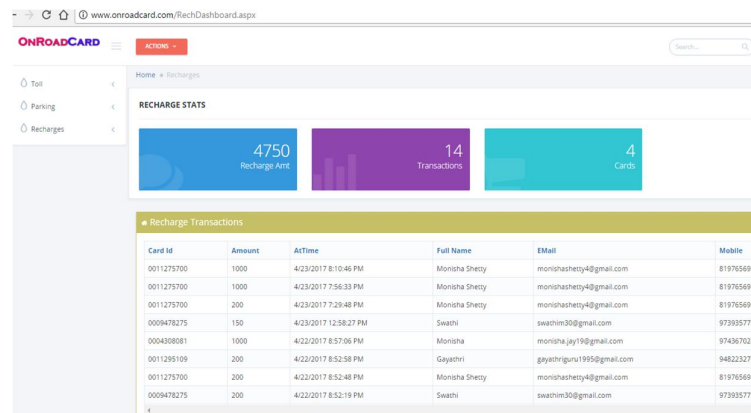 www.onroadcard.com/RechDashboard.aspx
ONROADCARD
ACTIONS
Search...
Home » Recharges
Toll
Parking
Recharges
RECHARGE STATS
4750
Recharge Amt
14
Transactions
4
Cards
Recharge Transactions
Card Id Amount AtTime Full Name EMail Mobile
0011275700 1000 4/23/2017 8:10:46 PM Monisha Shetty monishashetty4@gmail.com 81976569
0011275700 1000 4/23/2017 7:56:33 PM Monisha Shetty monishashetty4@gmail.com 81976569
0011275700 200 4/23/2017 7:29:48 PM Monisha Shetty monishashetty4@gmail.com 81976569
0009478275 150 4/23/2017 12:58:27 PM Swathi swathim30@gmail.com 97393577
0004308081 1000 4/22/2017 8:57:06 PM Monisha monisha.jay19@gmail.com 97436702
0011295109 200 4/22/2017 8:52:58 PM Gayathri gayathriguru1995@gmail.com 94822327
0011275700 200 4/22/2017 8:52:48 PM Monisha Shetty monishashetty4@gmail.com 81976569
0009478275 200 4/22/2017 8:52:19 PM Swathi swathim30@gmail.com 97393577